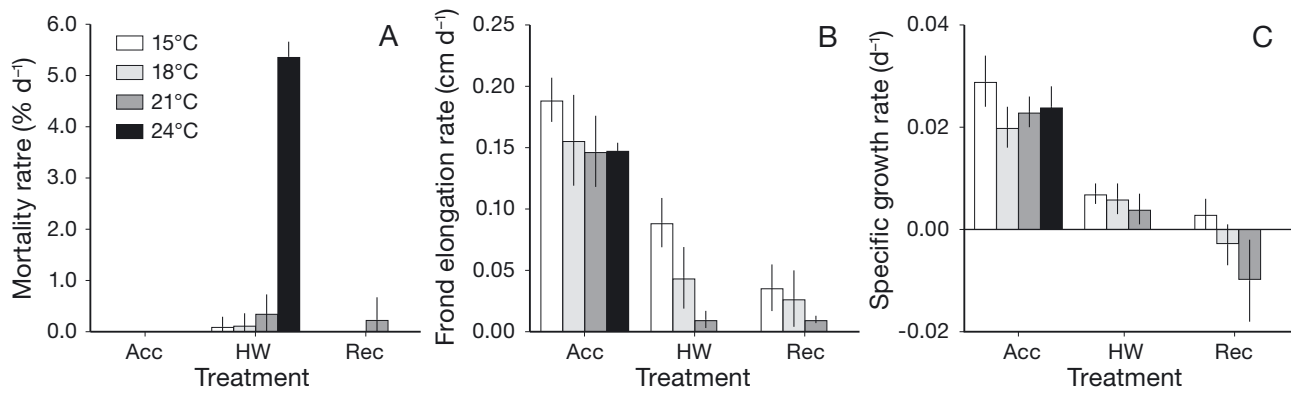 A
Mortality ratre (% d⁻¹)
6.0
5.0
4.0
3.0
2.0
1.0
0.0
15°C
18°C
21°C
24°C
Acc HW Rec
Treatment
B
Frond elongation rate (cm d⁻¹)
0.25
0.20
0.15
0.10
0.05
0.00
Acc HW Rec
Treatment
C
Specific growth rate (d⁻¹)
0.04
0.02
0.00
-0.02
Acc HW Rec
Treatment